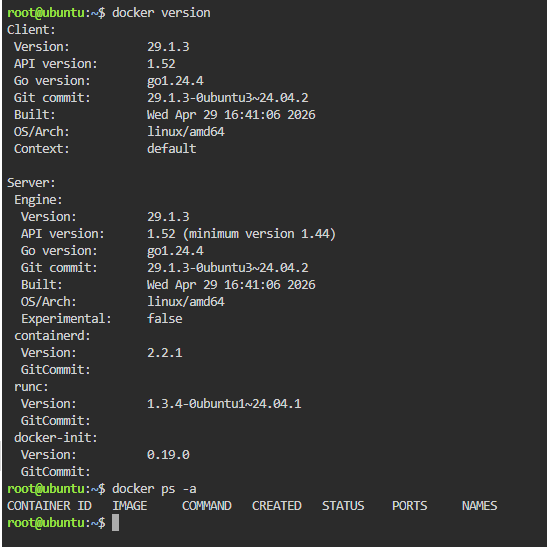 root@ubuntu:~$ docker version
Client:
 Version:           29.1.3
 API version:       1.52
 Go version:        go1.24.4
 Git commit:        29.1.3-0ubuntu3~24.04.2
 Built:             Wed Apr 29 16:41:06 2026
 OS/Arch:           linux/amd64
 Context:           default

Server:
 Engine:
  Version:          29.1.3
  API version:      1.52 (minimum version 1.44)
  Go version:       go1.24.4
  Git commit:       29.1.3-0ubuntu3~24.04.2
  Built:            Wed Apr 29 16:41:06 2026
  OS/Arch:          linux/amd64
  Experimental:     false
 containerd:
  Version:          2.2.1
  GitCommit:
 runc:
  Version:          1.3.4-0ubuntu1~24.04.1
  GitCommit:
 docker-init:
  Version:          0.19.0
  GitCommit:
root@ubuntu:~$ docker ps -a
CONTAINER ID   IMAGE     COMMAND   CREATED   STATUS    PORTS     NAMES
root@ubuntu:~$